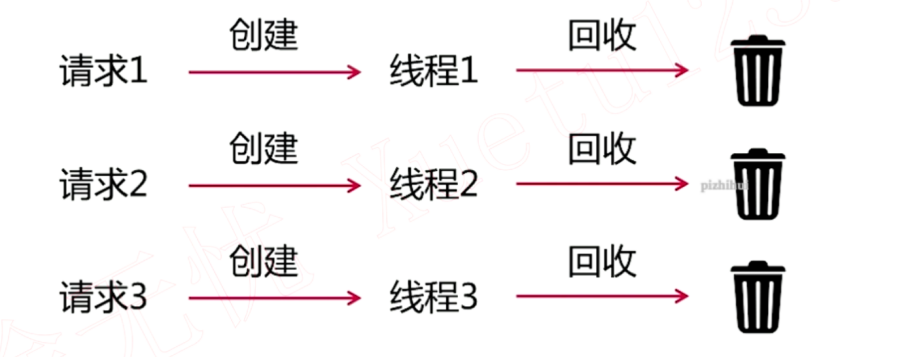 创建 回收
请求1 线程1
创建 回收
请求2 线程2
pizhihui
创建 回收
请求3 线程3